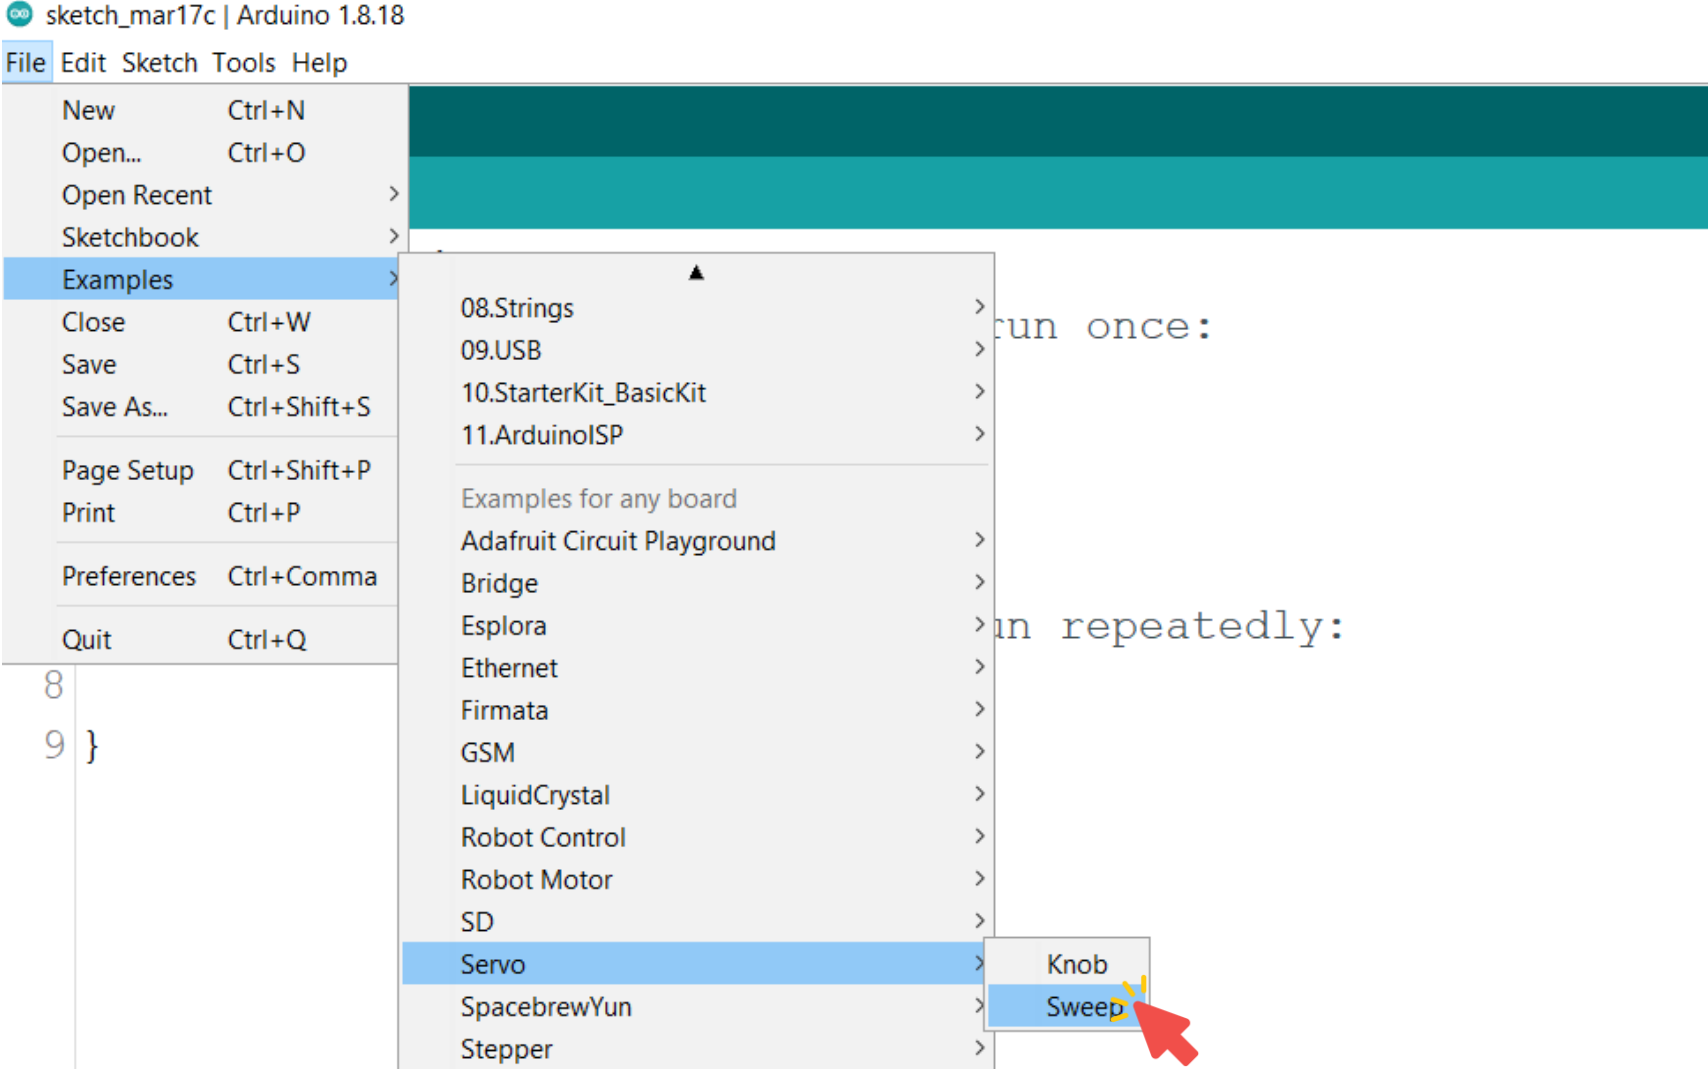 sketch_mar17c | Arduino 1.8.18
File Edit Sketch Tools Help
New Ctrl+N
Open... Ctrl+O
Open Recent
Sketchbook
Examples
Close Ctrl+W
Save Ctrl+S
Save As... Ctrl+Shift+S
Page Setup Ctrl+Shift+P
Print Ctrl+P
Preferences Ctrl+Comma
Quit Ctrl+Q
08.Strings
09.USB
10.StarterKit_BasicKit
11.ArduinoISP
Examples for any board
Adafruit Circuit Playground
Bridge
Esplora
Ethernet
Firmata
GSM
LiquidCrystal
Robot Control
Robot Motor
SD
Servo
SpacebrewYun
Stepper
Knob
Sweep
run once:
repeatedly:
8
9 }